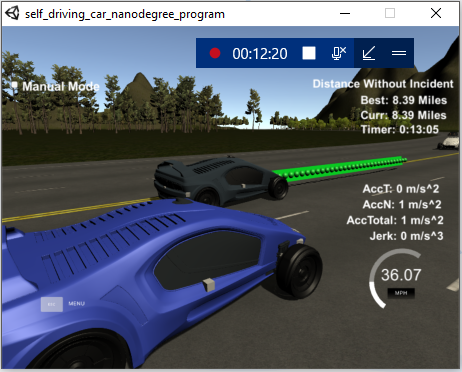 self_driving_car_nanodegree_program
00:12:20
Manual Mode
Distance Without Incident
Best: 8.39 Miles
Curr: 8.39 Miles
Timer: 0:13:05
AccT: 0 m/s^2
AccN: 1 m/s^2
AccTotal: 1 m/s^2
Jerk: 0 m/s^3
36.07
MPH
MENU